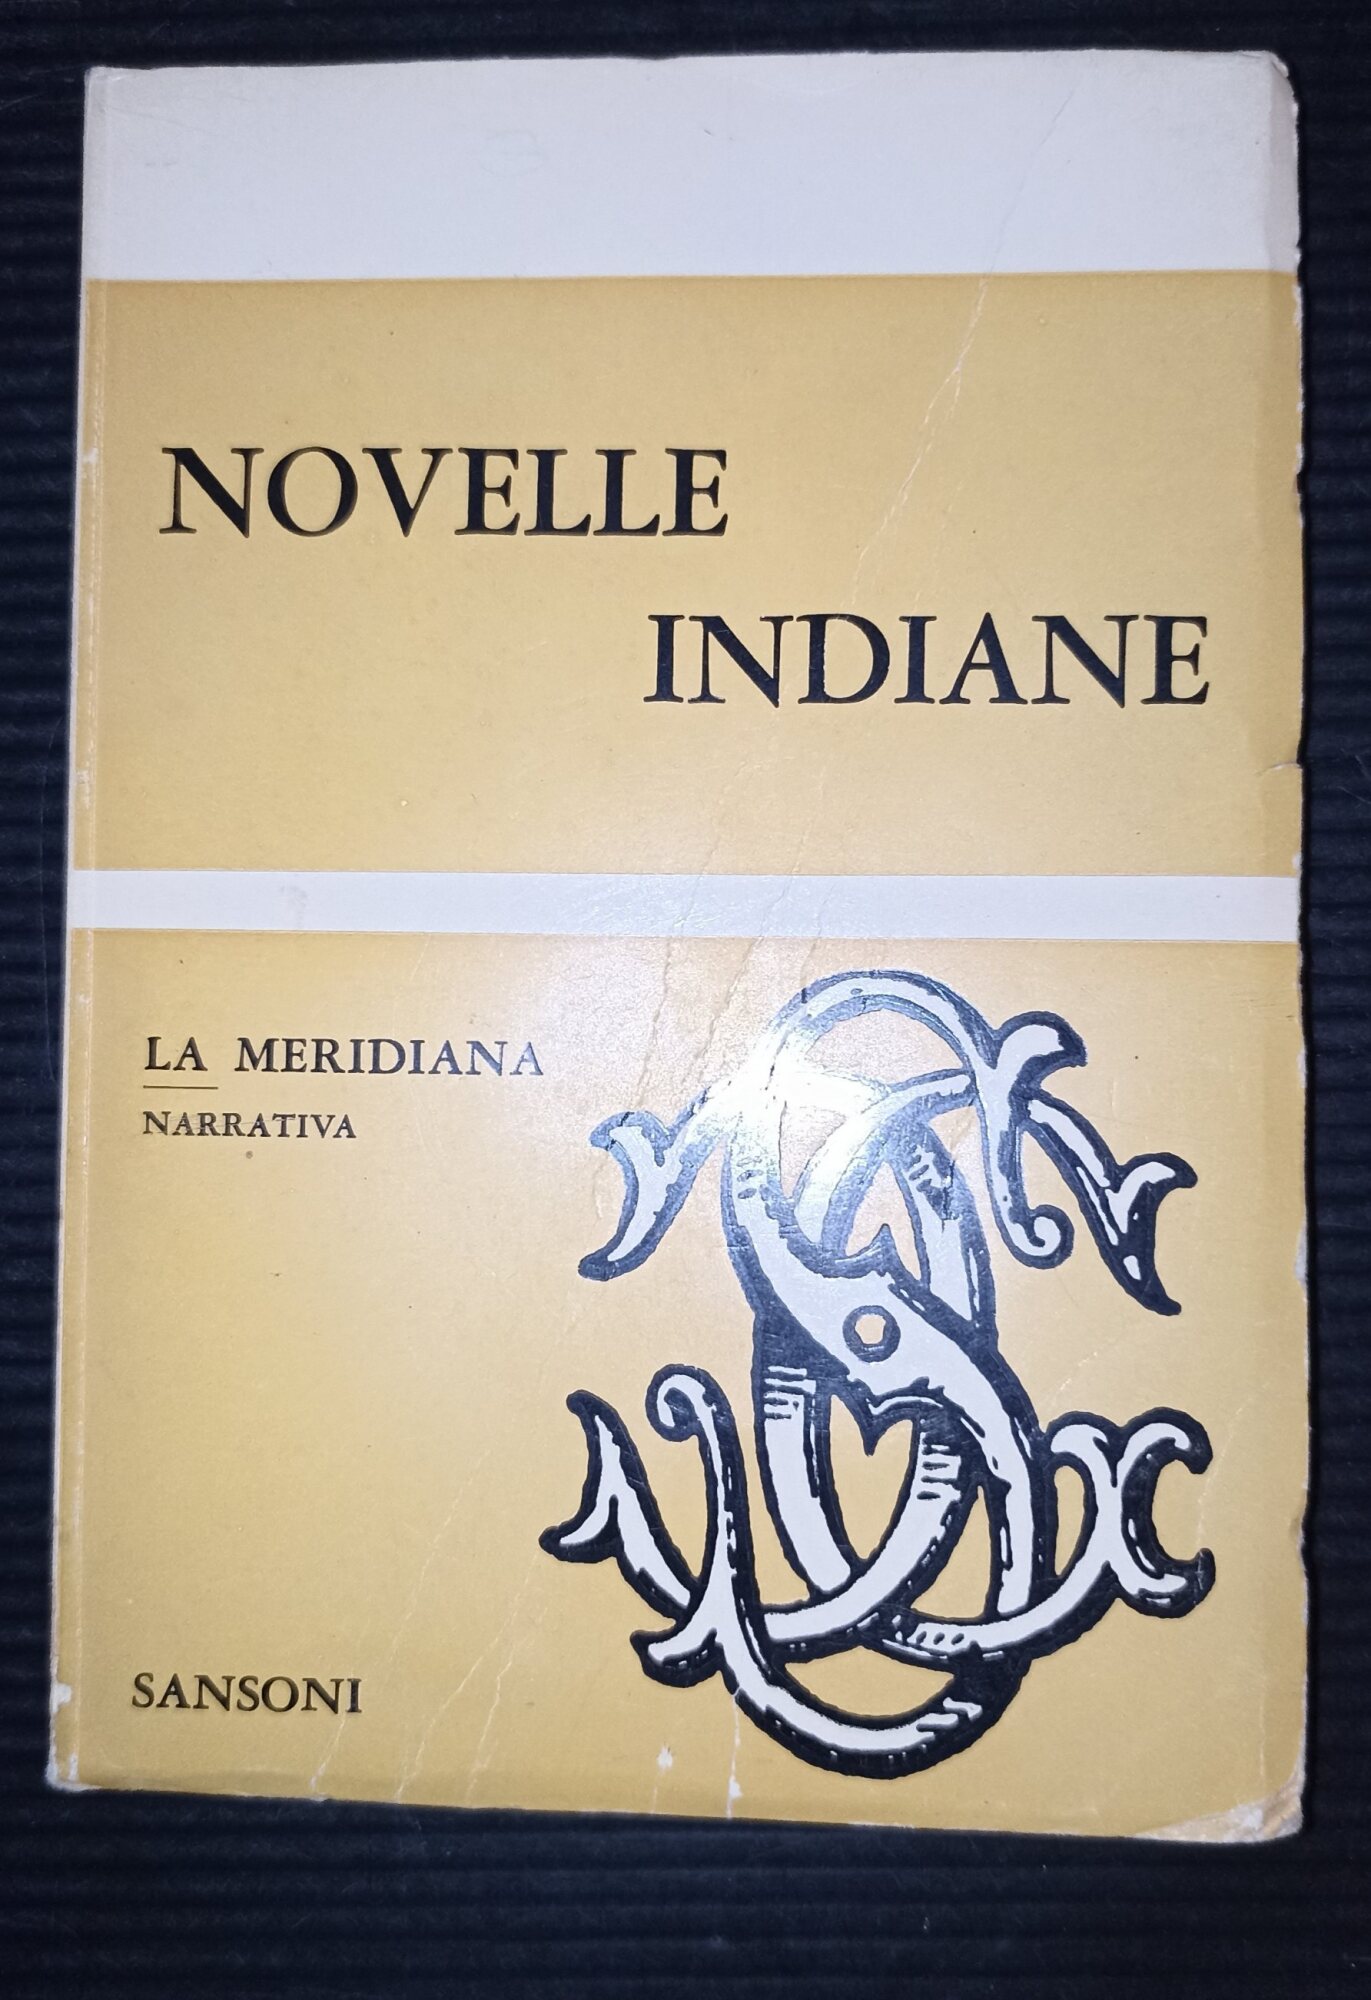 NOVELLE
INDIANE
LA MERIDIANA
NARRATIVA
SANSONI